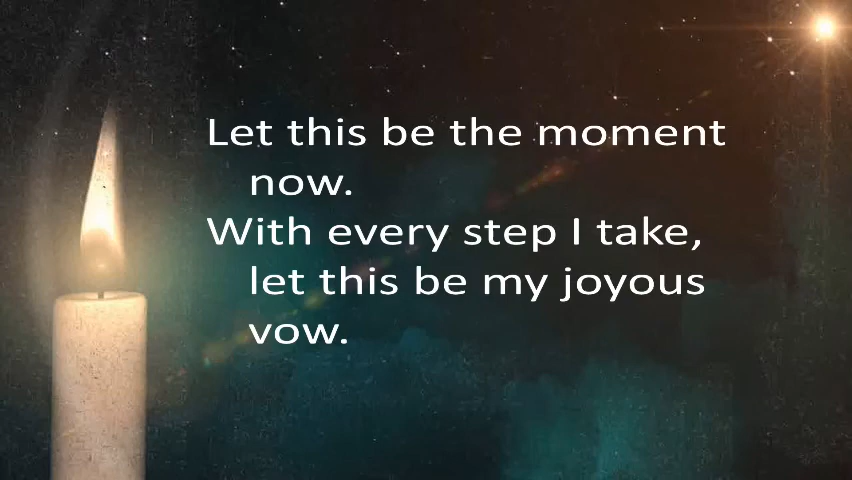 Let this be the moment
now.
With every step I take,
let this be my joyous
vow.